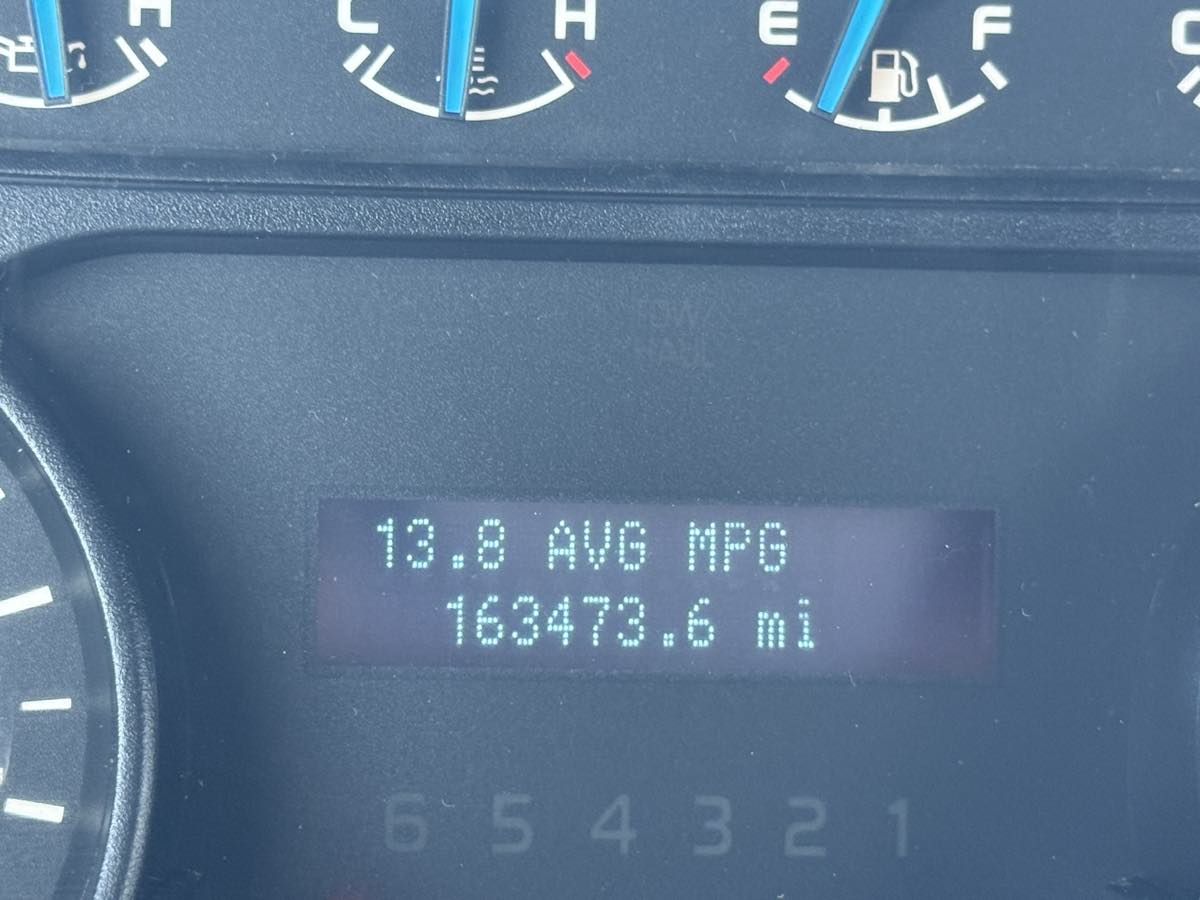 H C H E F C
TOW/
HAUL
13.8 AVG MPG
163473.6 mi
6 5 4 3 2 1